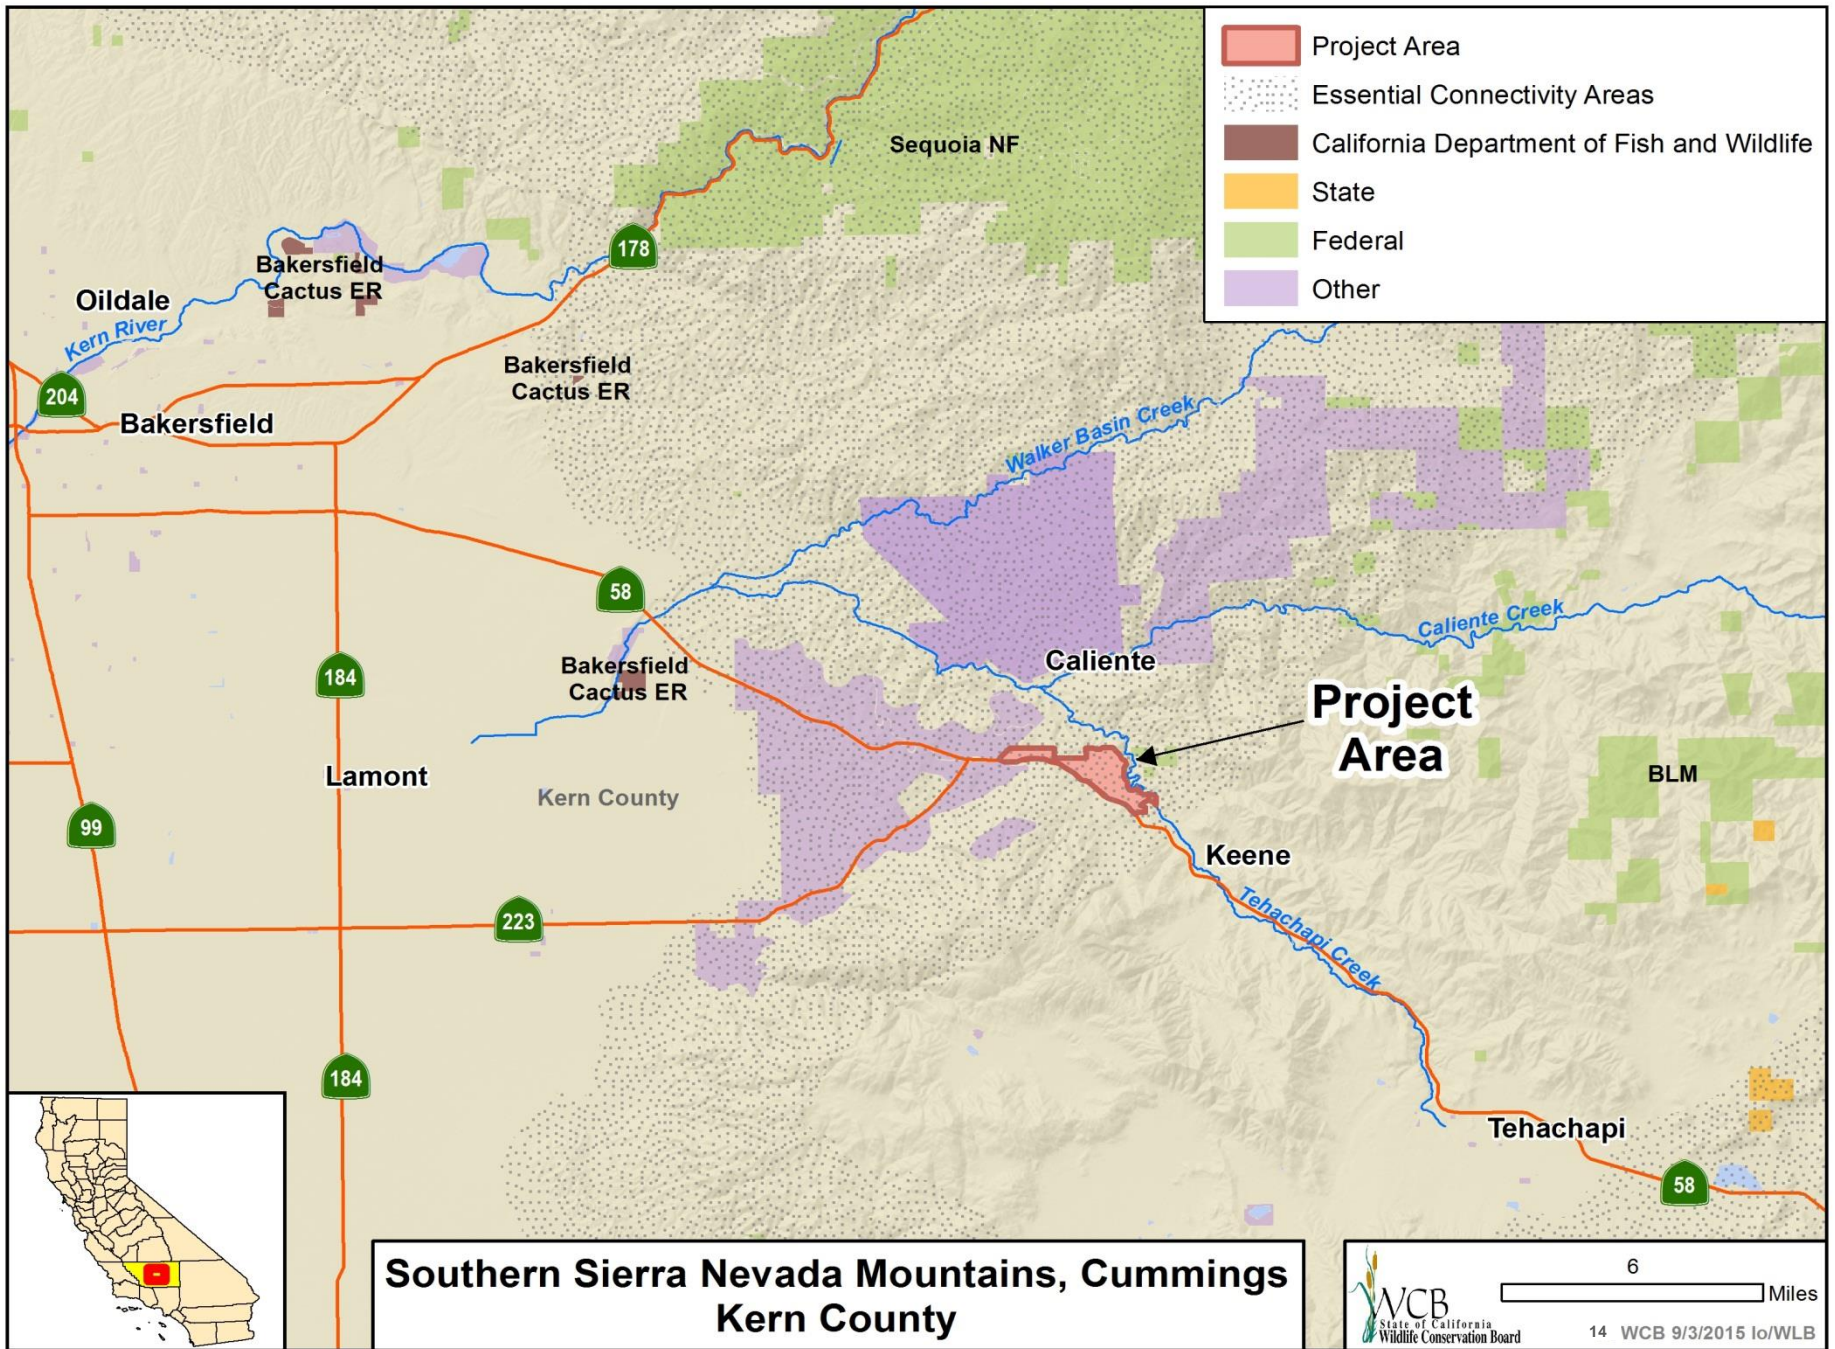 Project Area
Essential Connectivity Areas
California Department of Fish and Wildlife
State
Federal
Other
Sequoia NF
178
Bakersfield
Cactus ER
Oildale
Kern River
Bakersfield
Cactus ER
204
Bakersfield
Walker Basin Creek
58
Caliente Creek
Bakersfield
Cactus ER
184
Caliente
Project
Area
Lamont
Kern County
BLM
99
Keene
223
Tehachapi Creek
184
Tehachapi
58
Southern Sierra Nevada Mountains, Cummings
Kern County
6
Miles
WCB
State of California
Wildlife Conservation Board
14 WCB 9/3/2015 lo/WLB